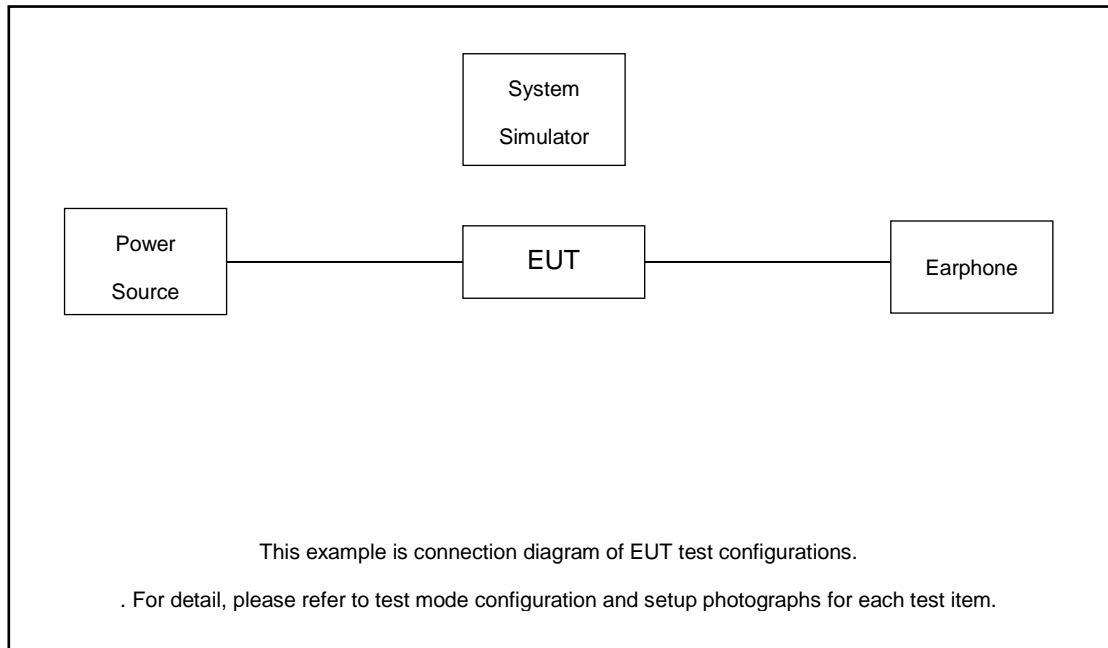 System
Simulator
Power
Source
EUT
Earphone
This example is connection diagram of EUT test configurations.
. For detail, please refer to test mode configuration and setup photographs for each test item.